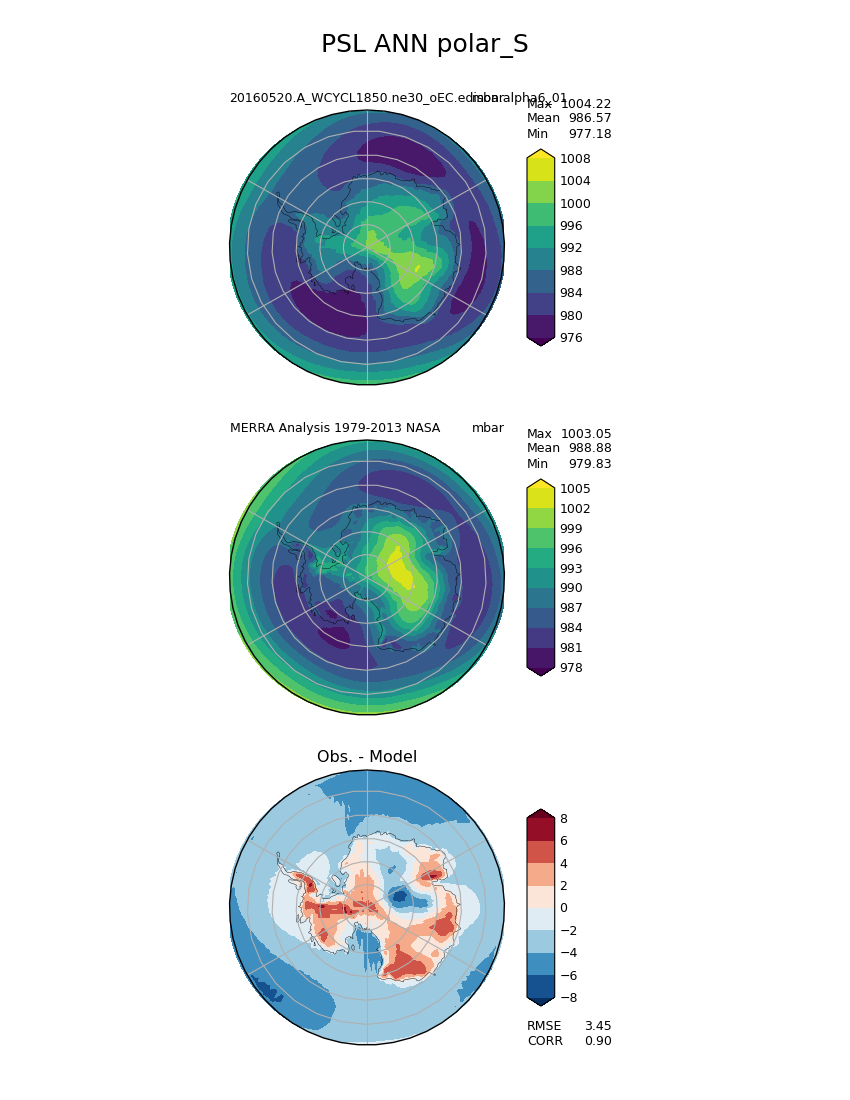 PSL ANN polar_S
20160520.A_WCYCL1850.ne30_oEC.edison.alpha6_01
mbar
Max 1004.22
Mean 986.57
Min 977.18
1008
1004
1000
996
992
988
984
980
976
MERRA Analysis 1979-2013 NASA
mbar
Max 1003.05
Mean 988.88
Min 979.83
1005
1002
999
996
993
990
987
984
981
978
Obs. - Model
8
6
4
2
0
−2
−4
−6
−8
RMSE 3.45
CORR 0.90